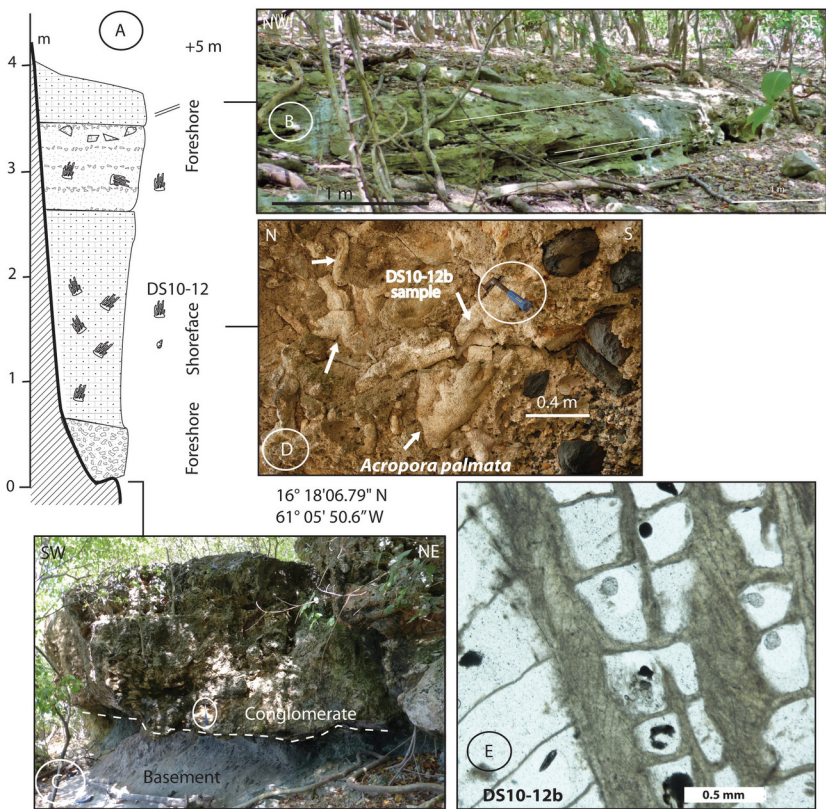 A
m
+5 m
4
3
2
1
0
Foreshore
DS10-12
Shoreface
Foreshore
NW
SE
B
1 m
1 m
N
S
DS10-12b
sample
0.4 m
D
Acropora palmata
16° 18'06.79" N
61° 05' 50.6" W
SW
NE
Conglomerate
Basement
C
E
DS10-12b
0.5 mm